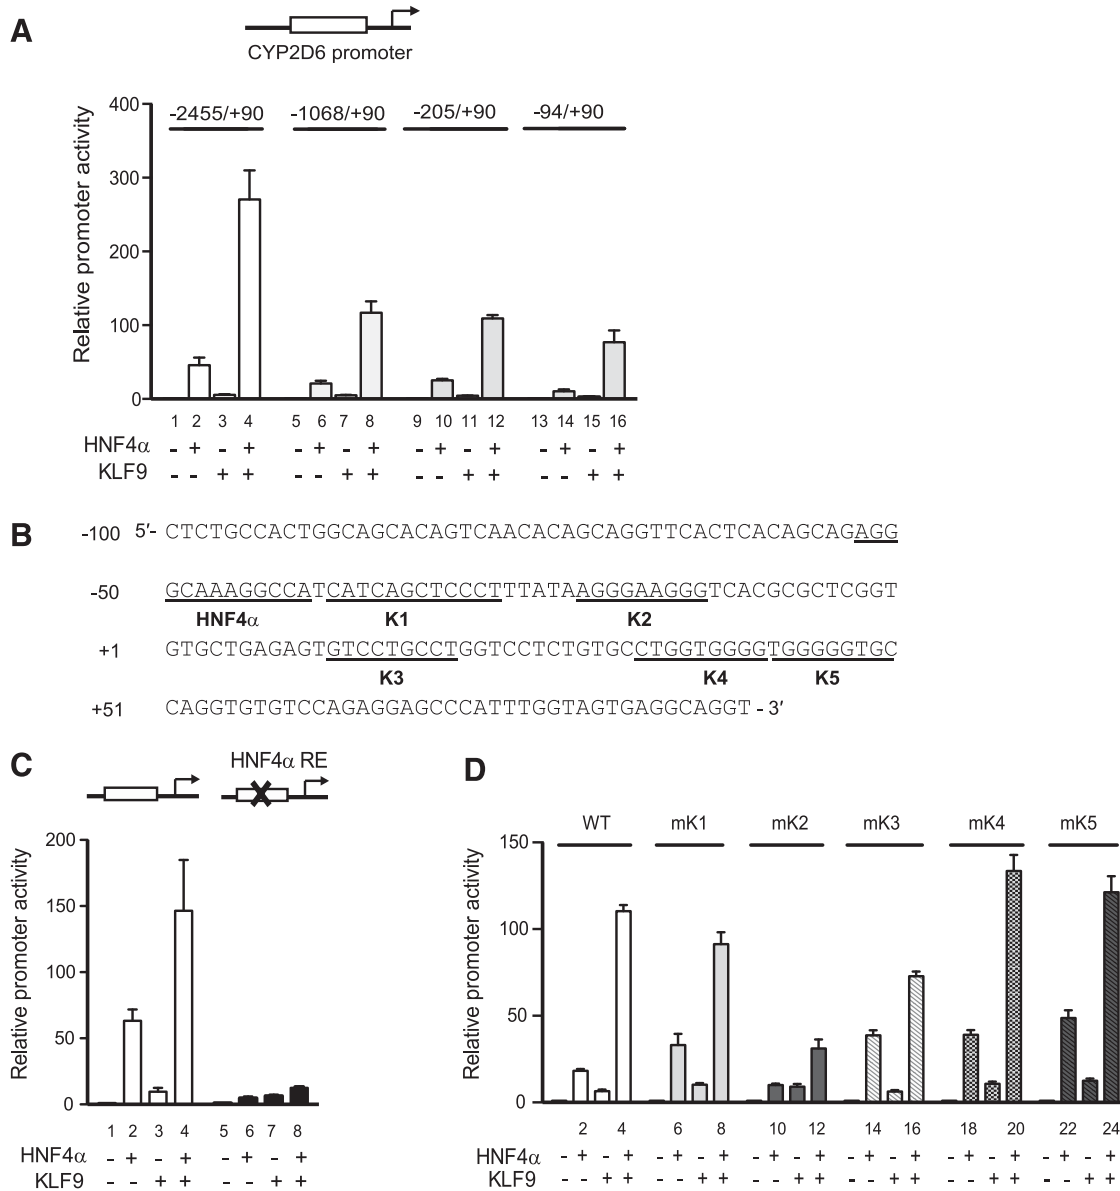 A
CYP2D6 promoter
Relative promoter activity
400
300
200
100
0
-2455/+90
-1068/+90
-205/+90
-94/+90
1 2 3 4 5 6 7 8 9 10 11 12 13 14 15 16
HNF4α - + - + - + - + - + - + - + - +
KLF9 - - + + - - + + - - + + - - + +
B
-100 5′- CTCTGCCACTGGCAGCACAGTCAACACAGCAGGTTCACTCACAGCAGAGG
-50 GCAAAGGCCATCATCAGCTCCCTTTATAAGGGAAGGGTCACGCGCTCGGT
HNF4α K1 K2
+1 GTGCTGAGAGTGTCCTGCCTGGTCCTCTGTGCCTGGTGGGGTGGGGGTGC
K3 K4 K5
+51 CAGGTGTGTCCAGAGGAGCCCATTTGGTAGTGAGGCAGGT - 3′
C
HNF4α RE
Relative promoter activity
200
150
100
50
0
1 2 3 4 5 6 7 8
HNF4α - + - + - + - +
KLF9 - - + + - - + +
D
Relative promoter activity
150
100
50
0
WT mK1 mK2 mK3 mK4 mK5
2 4 6 8 10 12 14 16 18 20 22 24
HNF4α - + - + - + - + - + - + - + - + - + - + - + - +
KLF9 - - + + - - + + - - + + - - + + - - + + - - + +